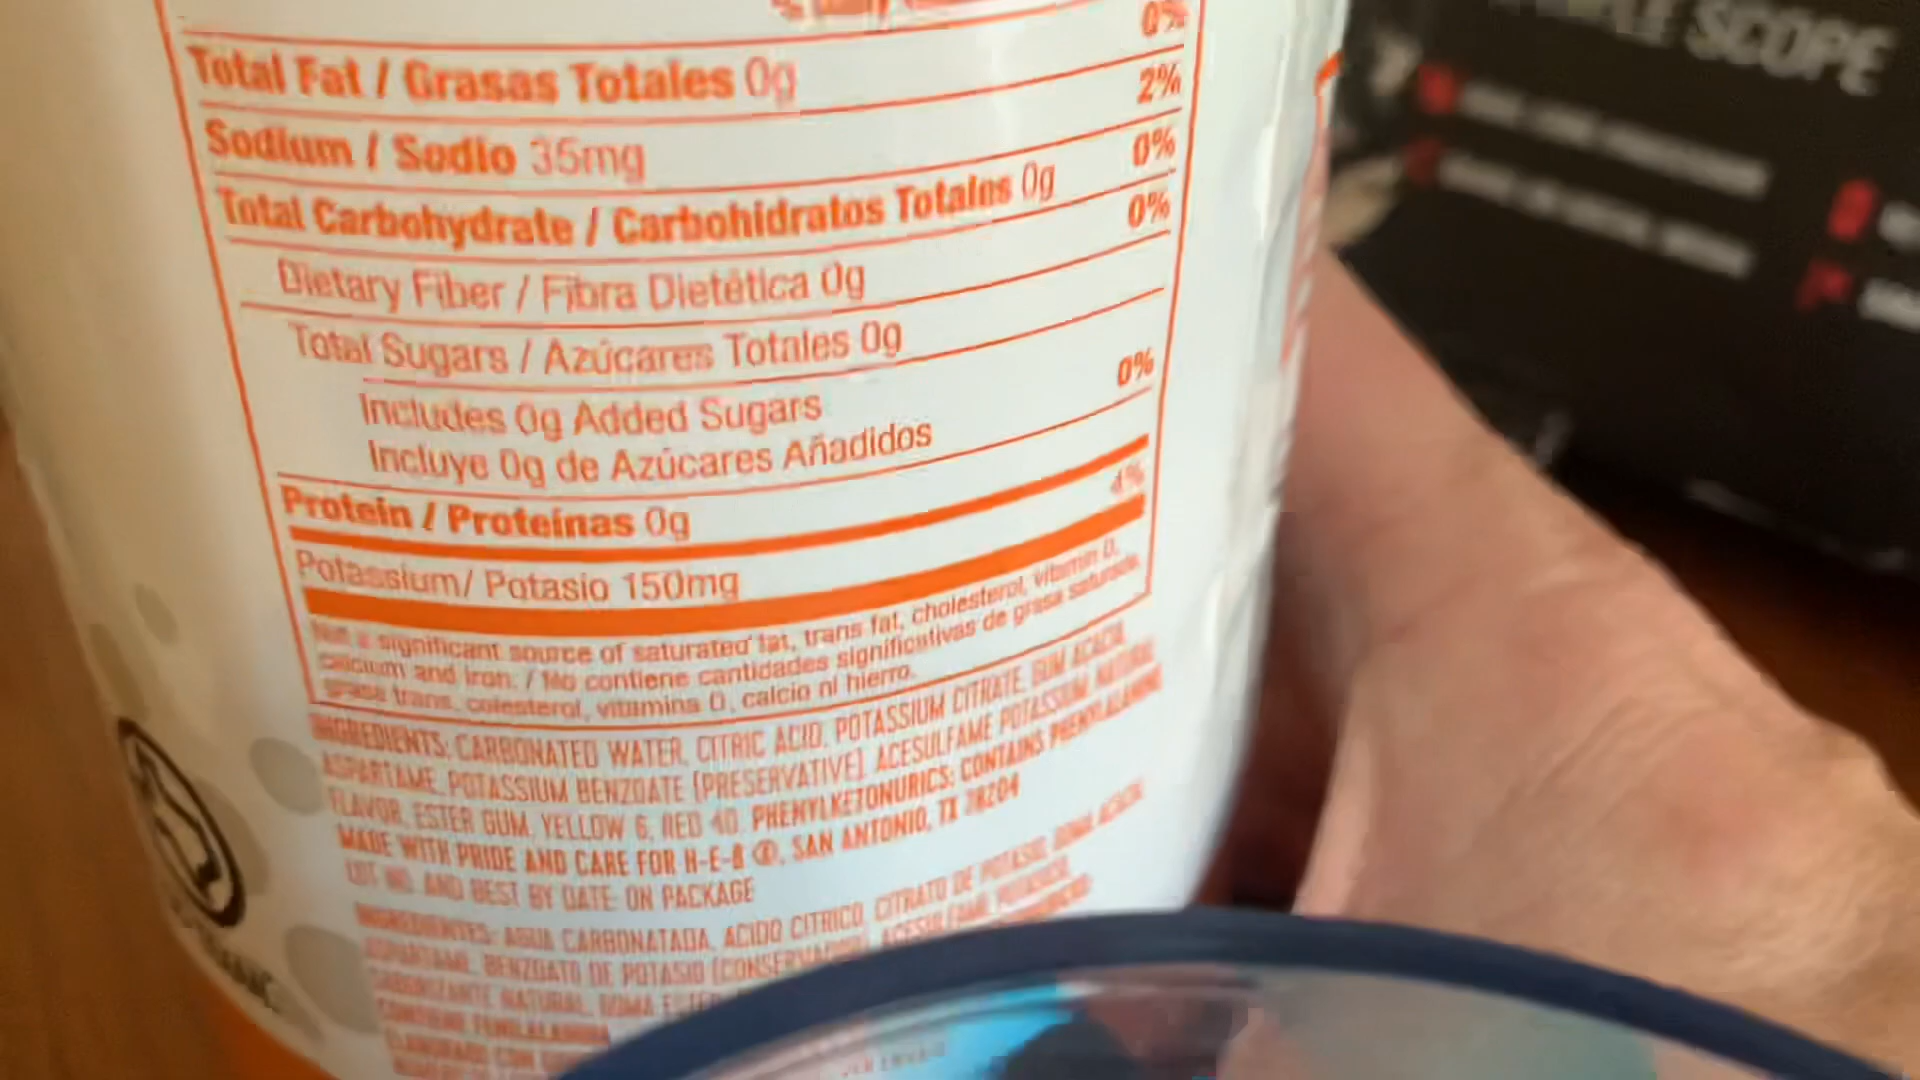 0%
Total Fat / Grasas Totales 0g
2%
Sodium / Sodio 35mg
0%
Total Carbohydrate / Carbohidratos Totales 0g
0%
Dietary Fiber / Fibra Dietética 0g
Total Sugars / Azúcares Totales 0g
Includes 0g Added Sugars
0%
Incluye 0g de Azúcares Añadidos
Protein / Proteínas 0g
4%
Potassium/ Potasio 150mg
Not a significant source of saturated fat, trans fat, cholesterol, vitamin D,
calcium and iron. / No contiene cantidades significativas de grasa saturada,
grasa trans, colesterol, vitamina D, calcio ni hierro.
INGREDIENTS: CARBONATED WATER, CITRIC ACID, POTASSIUM CITRATE, GUM ACACIA,
ASPARTAME, POTASSIUM BENZOATE (PRESERVATIVE), ACESULFAME POTASSIUM, NATURAL
FLAVOR, ESTER GUM, YELLOW 6, RED 40. PHENYLKETONURICS: CONTAINS PHENYLALANINE
MADE WITH PRIDE AND CARE FOR H-E-B ®, SAN ANTONIO, TX 78204
LOT NO. AND BEST BY DATE: ON PACKAGE
INGREDIENTES: AGUA CARBONATADA, ACIDO CITRICO, CITRATO DE POTASIO, GOMA ACACIA,
ASPARTAME, BENZOATO DE POTASIO
NATURAL, GOMA
SCOPE